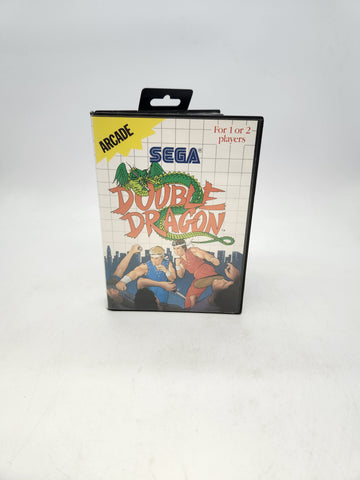 ARCADE
For 1 or 2
players
SEGA®
DOUBLE
DRAGON